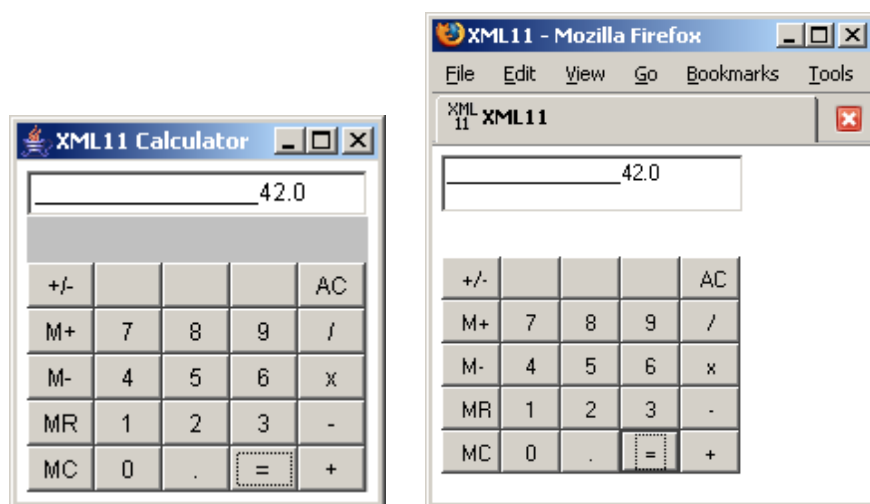 XML11 Calculator
_________________42.0
+/- AC
M+ 7 8 9 /
M- 4 5 6 x
MR 1 2 3 -
MC 0 . = +
XML11 - Mozilla Firefox
File Edit View Go Bookmarks Tools
XML 11 XML11
_________________42.0
+/- AC
M+ 7 8 9 /
M- 4 5 6 x
MR 1 2 3 -
MC 0 . = +